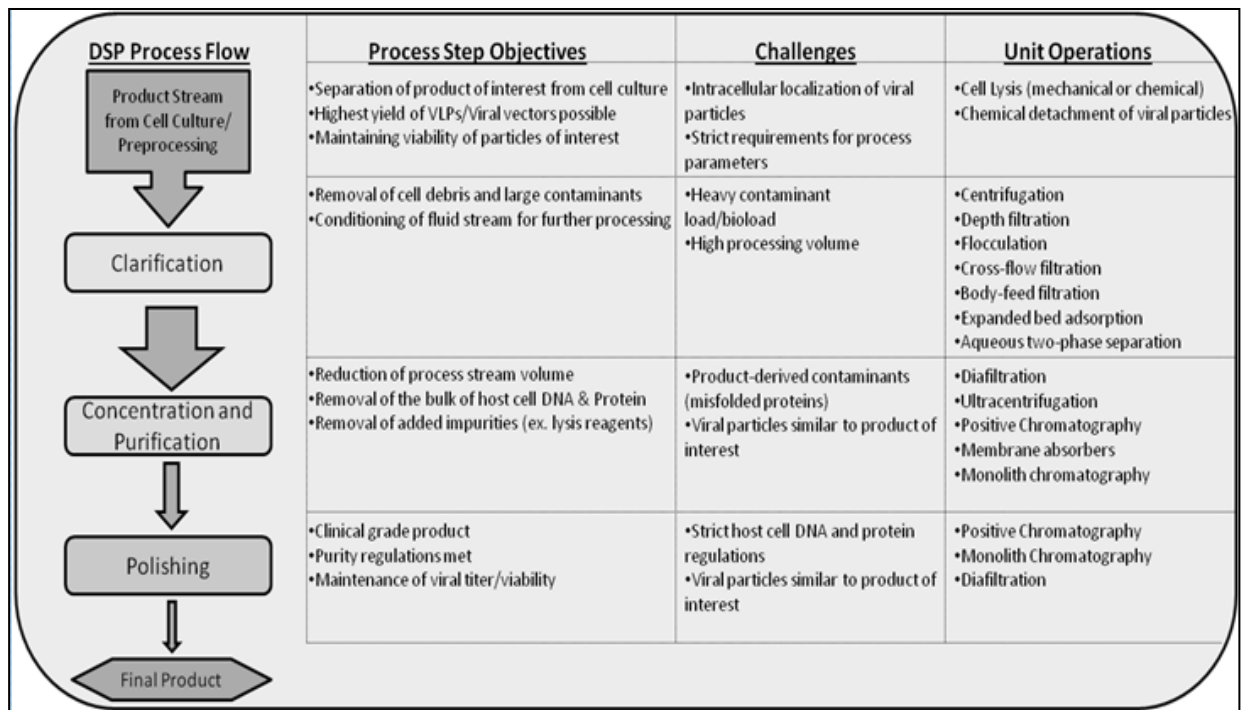 DSP Process Flow
Process Step Objectives
Challenges
Unit Operations
Product Stream
from Cell Culture/
Preprocessing
•Separation of product of interest from cell culture
•Highest yield of VLPs/Viral vectors possible
•Maintaining viability of particles of interest
•Intracellular localization of viral
particles
•Strict requirements for process
parameters
•Cell Lysis (mechanical or chemical)
•Chemical detachment of viral particles
Clarification
•Removal of cell debris and large contaminants
•Conditioning of fluid stream for further processing
•Heavy contaminant
load/bioload
•High processing volume
•Centrifugation
•Depth filtration
•Flocculation
•Cross-flow filtration
•Body-feed filtration
•Expanded bed adsorption
•Aqueous two-phase separation
Concentration and
Purification
•Reduction of process stream volume
•Removal of the bulk of host cell DNA & Protein
•Removal of added impurities (ex. lysis reagents)
•Product-derived contaminants
(misfolded proteins)
•Viral particles similar to product of
interest
•Diafiltration
•Ultracentrifugation
•Positive Chromatography
•Membrane absorbers
•Monolith chromatography
Polishing
•Clinical grade product
•Purity regulations met
•Maintenance of viral titer/viability
•Strict host cell DNA and protein
regulations
•Viral particles similar to product of
interest
•Positive Chromatography
•Monolith Chromatography
•Diafiltration
Final Product